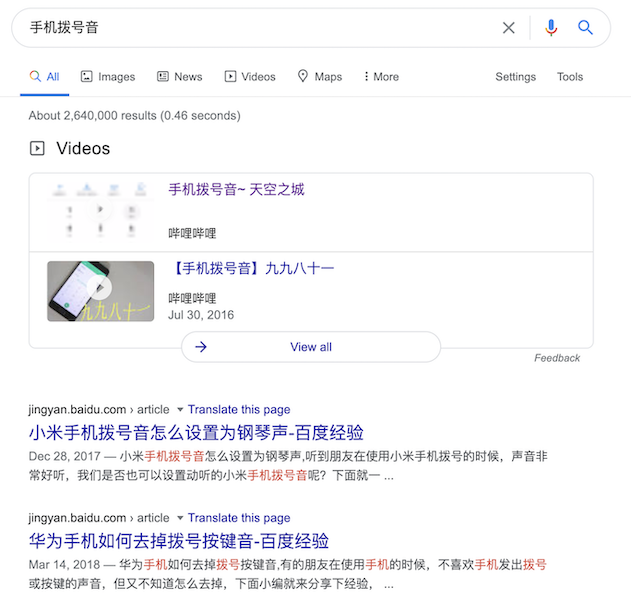 手机拨号音
All
Images
News
Videos
Maps
More
Settings
Tools
About 2,640,000 results (0.46 seconds)
Videos
手机拨号音~ 天空之城
哔哩哔哩
【手机拨号音】九九八十一
哔哩哔哩
Jul 30, 2016
九九八十一
View all
Feedback
jingyan.baidu.com › article Translate this page
小米手机拨号音怎么设置为钢琴声-百度经验
Dec 28, 2017 — 小米手机拨号音怎么设置为钢琴声,听到朋友在使用小米手机拨号的时候，声音非
常好听，我们是否也可以设置动听的小米手机拨号音呢？下面就一 ...
jingyan.baidu.com › article Translate this page
华为手机如何去掉拨号按键音-百度经验
Mar 14, 2018 — 华为手机如何去掉拨号按键音,有的朋友在使用手机的时候，不喜欢手机发出拨号
或按键的声音，但又不知道怎么去掉，下面小编就来分享下经验， ...